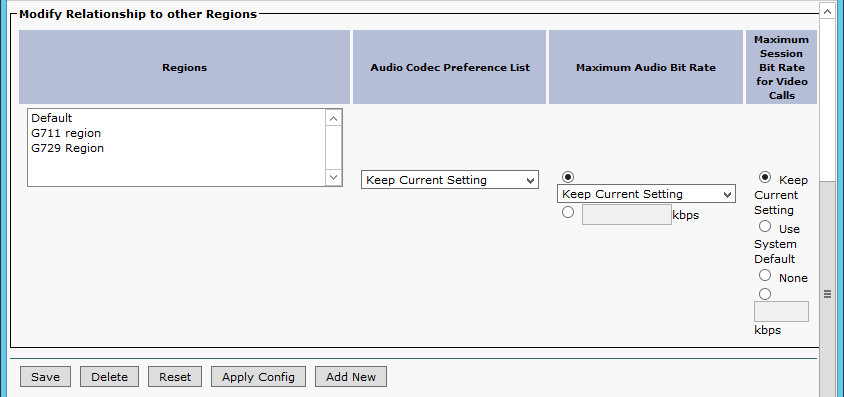 Modify Relationship to other Regions
Regions
Audio Codec Preference List
Maximum Audio Bit Rate
Maximum
Session
Bit Rate
for Video
Calls
Default
G711 region
G729 Region
Keep Current Setting
Keep Current Setting
kbps
Keep
Current
Setting
Use
System
Default
None
kbps
Save
Delete
Reset
Apply Config
Add New